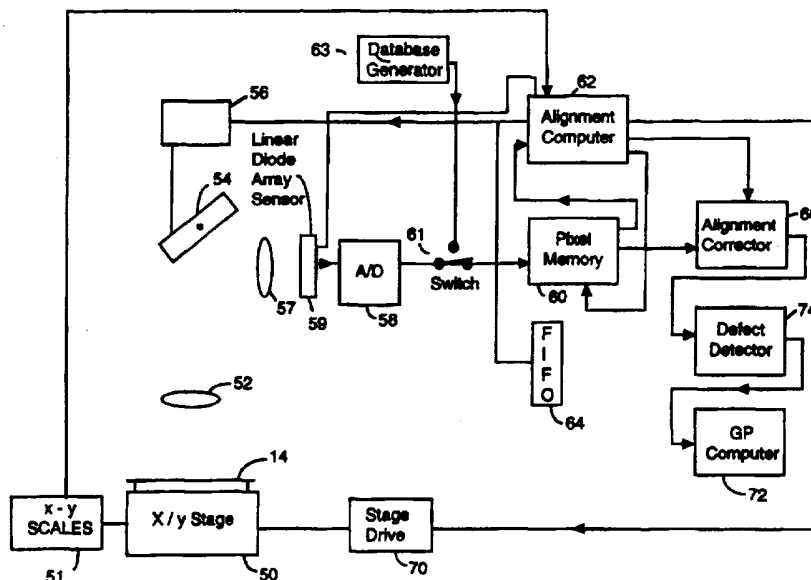 63
Database
Generator
62
Alignment
Computer
56
Linear
Diode
Array
Sensor
54
61
Switch
Pixel
Memory
60
Alignment
Corrector
57
59
A/D
58
Defect
Detector
74
F
I
F
O
64
52
GP
Computer
72
14
x - y
SCALES
51
X / y Stage
50
Stage
Drive
70